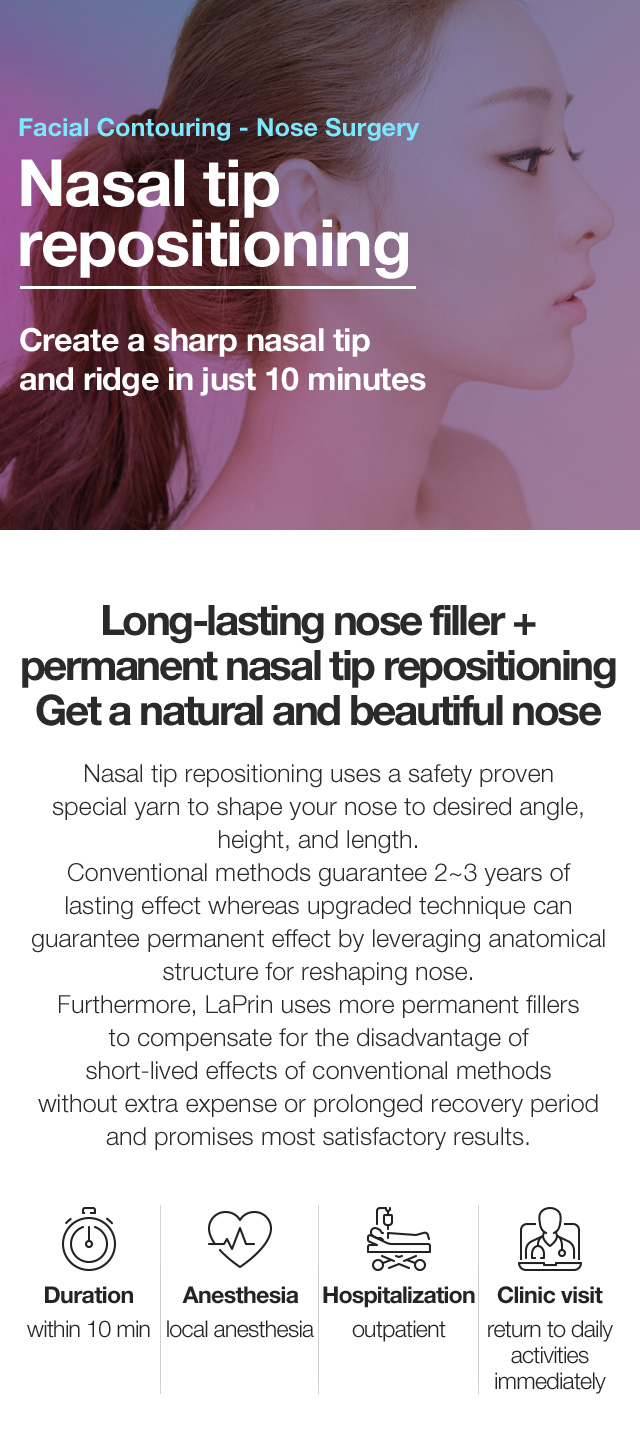 Facial Contouring - Nose Surgery
Nasal tip
repositioning
Create a sharp nasal tip
and ridge in just 10 minutes
Long-lasting nose filler +
permanent nasal tip repositioning
Get a natural and beautiful nose
Nasal tip repositioning uses a safety proven
special yarn to shape your nose to desired angle,
height, and length.
Conventional methods guarantee 2~3 years of
lasting effect whereas upgraded technique can
guarantee permanent effect by leveraging anatomical
structure for reshaping nose.
Furthermore, LaPrin uses more permanent fillers
to compensate for the disadvantage of
short-lived effects of conventional methods
without extra expense or prolonged recovery period
and promises most satisfactory results.
Duration
within 10 min
Anesthesia
local anesthesia
Hospitalization
outpatient
Clinic visit
return to daily
activities
immediately